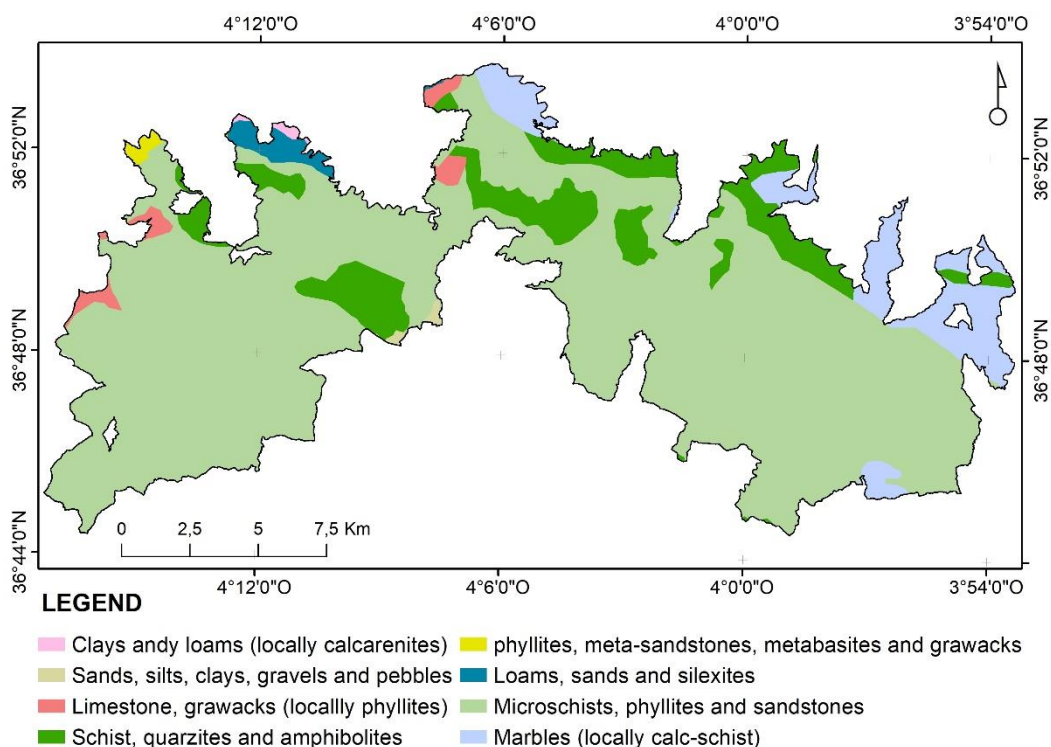 4°12'0"O 4°6'0"O 4°0'0"O 3°54'0"O
36°52'0"N 36°52'0"N
36°48'0"N 36°48'0"N
36°44'0"N 36°44'0"N
0 2,5 5 7,5 Km
4°12'0"O 4°6'0"O 4°0'0"O 3°54'0"O
LEGEND
Clays andy loams (locally calcarenites) phyllites, meta-sandstones, metabasites and grawacks
Sands, silts, clays, gravels and pebbles Loams, sands and silexites
Limestone, grawacks (locallly phyllites) Microschists, phyllites and sandstones
Schist, quarzites and amphibolites Marbles (locally calc-schist)